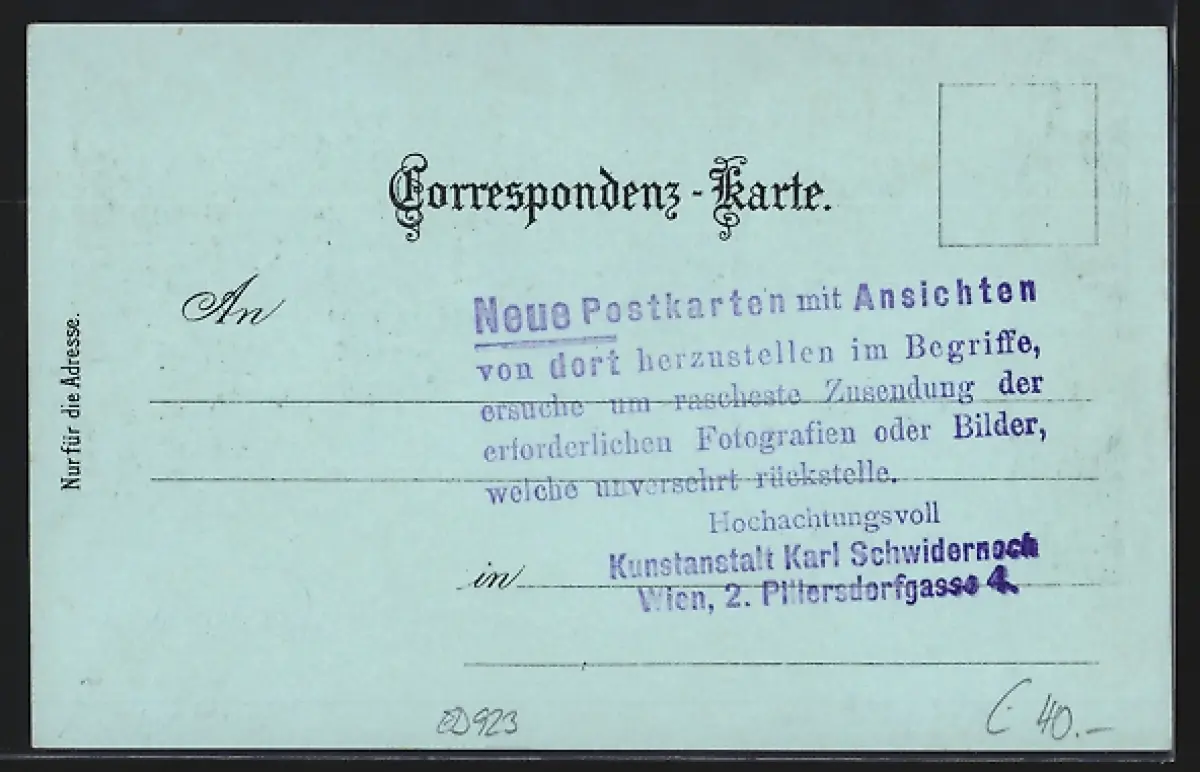 Correspondenz-Karte.
An
Nur für die Adresse.
Neue Postkarten mit Ansichten
von dort herzustellen im Begriffe,
ersuche um rascheste Zusendung der
erforderlichen Fotografien oder Bilder,
welche unversehrt rückstelle.
Hochachtungsvoll
Kunstanstalt Karl Schwidernoch
in
Wien, 2. Pillersdorfgasse 4.
923
40.-